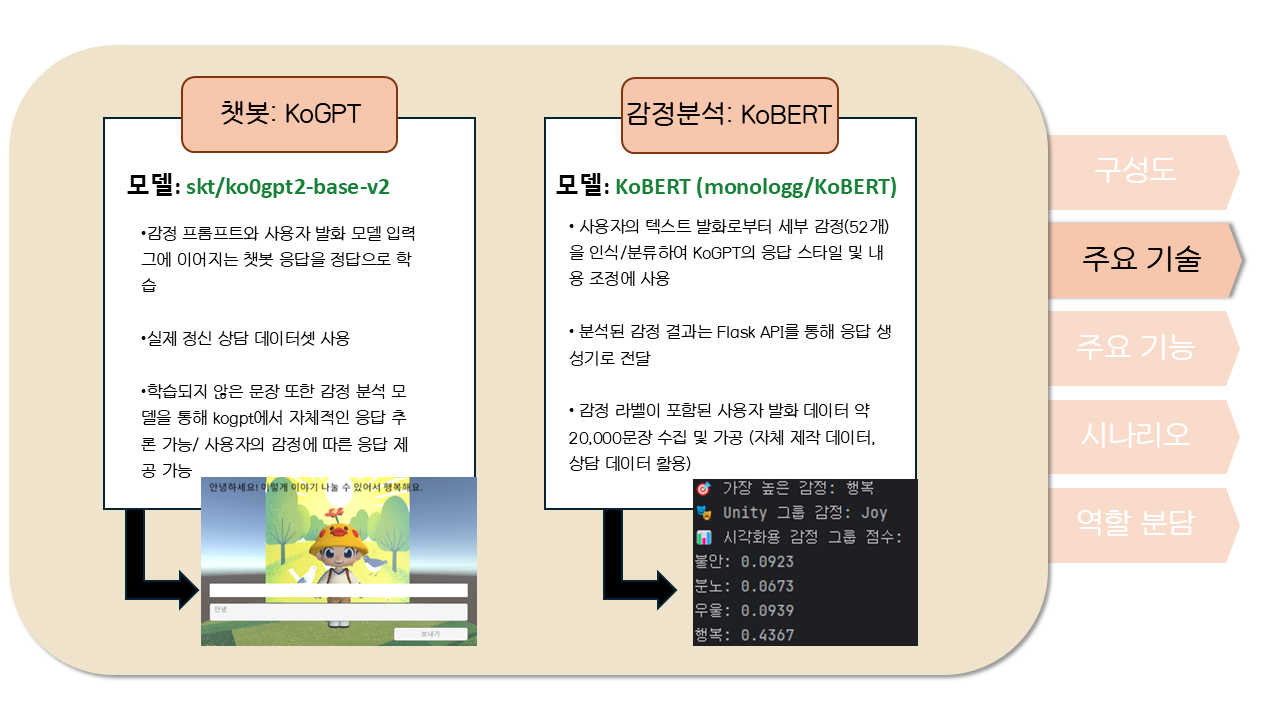 챗봇: KoGPT
모델: skt/ko0gpt2-base-v2
•감정 프롬프트와 사용자 발화 모델 입력
그에 이어지는 챗봇 응답을 정답으로 학
습
•실제 정신 상담 데이터셋 사용
•학습되지 않은 문장 또한 감정 분석 모
델을 통해 kogpt에서 자체적인 응답 추
론 가능/ 사용자의 감정에 따른 응답 제
공 가능
안녕하세요! 이렇게 이야기 나눌 수 있어서 행복해요.
안녕
보내기
감정분석: KoBERT
모델: KoBERT (monologg/KoBERT)
• 사용자의 텍스트 발화로부터 세부 감정(52개)
을 인식/분류하여 KoGPT의 응답 스타일 및 내
용 조정에 사용
• 분석된 감정 결과는 Flask API를 통해 응답 생
성기로 전달
• 감정 라벨이 포함된 사용자 발화 데이터 약
20,000문장 수집 및 가공 (자체 제작 데이터,
상담 데이터 활용)
🎯 가장 높은 감정: 행복
🎭 Unity 그룹 감정: Joy
📊 시각화용 감정 그룹 점수:
불안: 0.0923
분노: 0.0673
우울: 0.0939
행복: 0.4367
구성도
주요 기술
주요 기능
시나리오
역할 분담